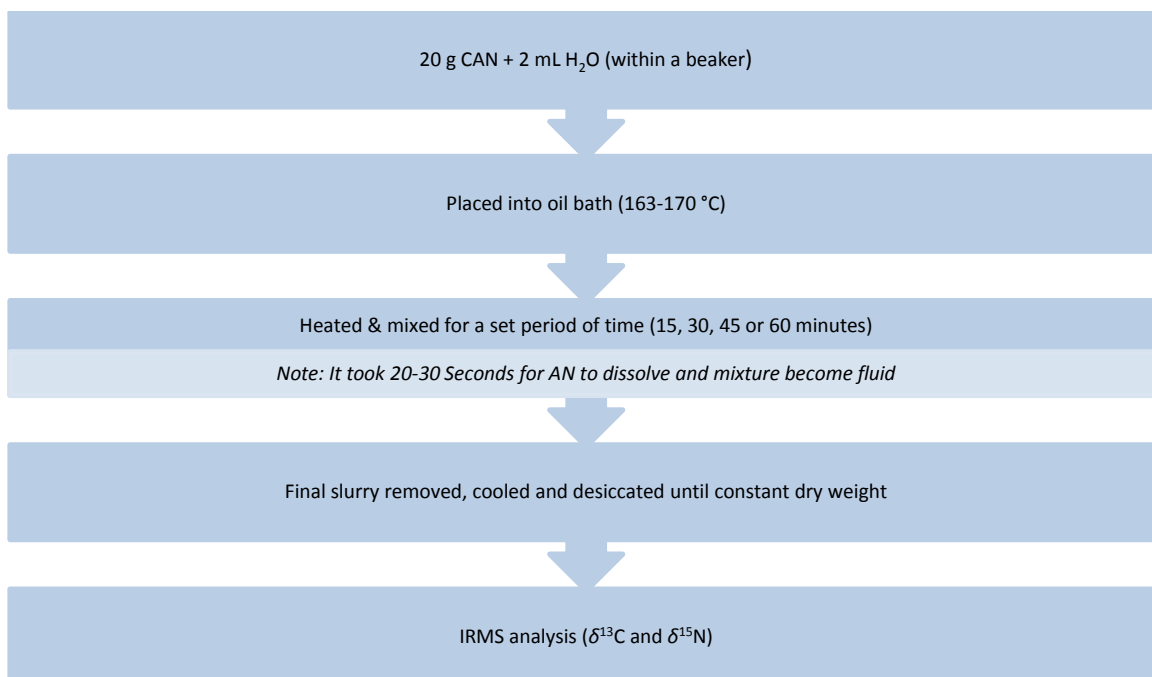 20 g CAN + 2 mL H₂O (within a beaker)
Placed into oil bath (163-170 °C)
Heated & mixed for a set period of time (15, 30, 45 or 60 minutes)
Note: It took 20-30 Seconds for AN to dissolve and mixture become fluid
Final slurry removed, cooled and desiccated until constant dry weight
IRMS analysis (δ¹³C and δ¹⁵N)